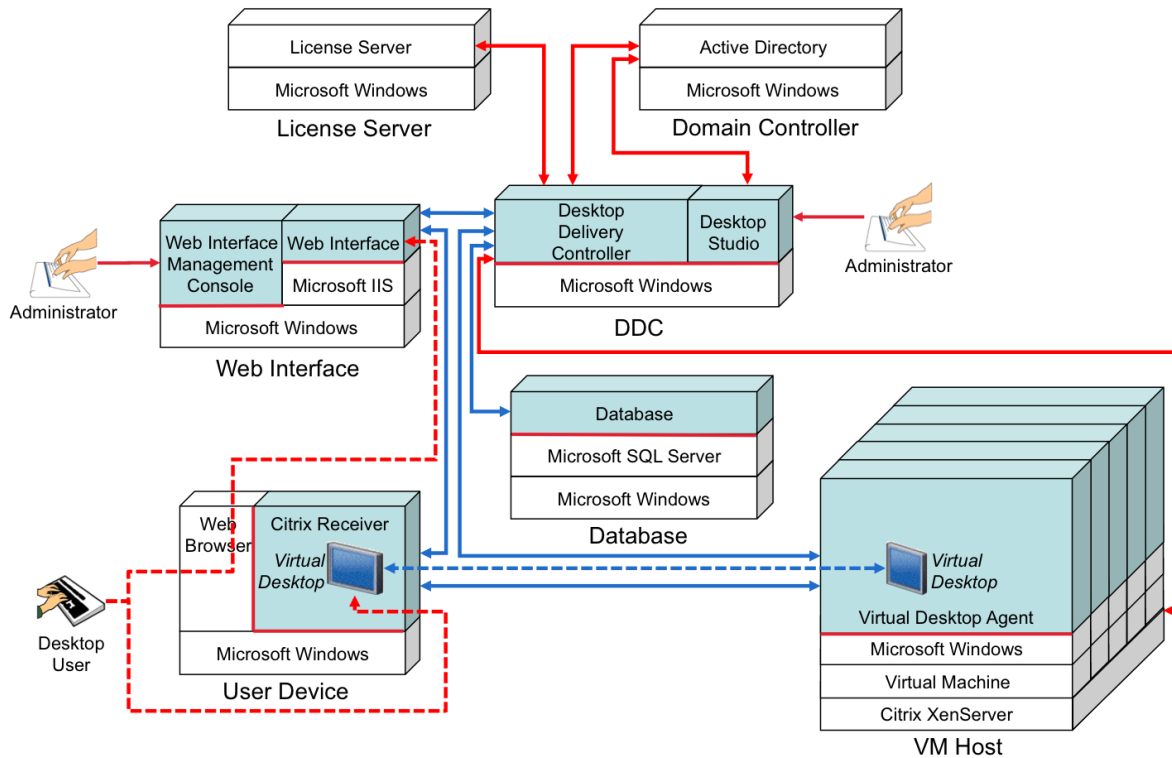 License Server
Microsoft Windows
License Server
Active Directory
Microsoft Windows
Domain Controller
Administrator
Web Interface
Management
Console
Web Interface
Microsoft IIS
Microsoft Windows
Web Interface
Desktop
Delivery
Controller
Desktop
Studio
Microsoft Windows
DDC
Administrator
Database
Microsoft SQL Server
Microsoft Windows
Database
Desktop
User
Web
Browser
Citrix Receiver
Virtual
Desktop
Microsoft Windows
User Device
Virtual
Desktop
Virtual Desktop Agent
Microsoft Windows
Virtual Machine
Citrix XenServer
VM Host